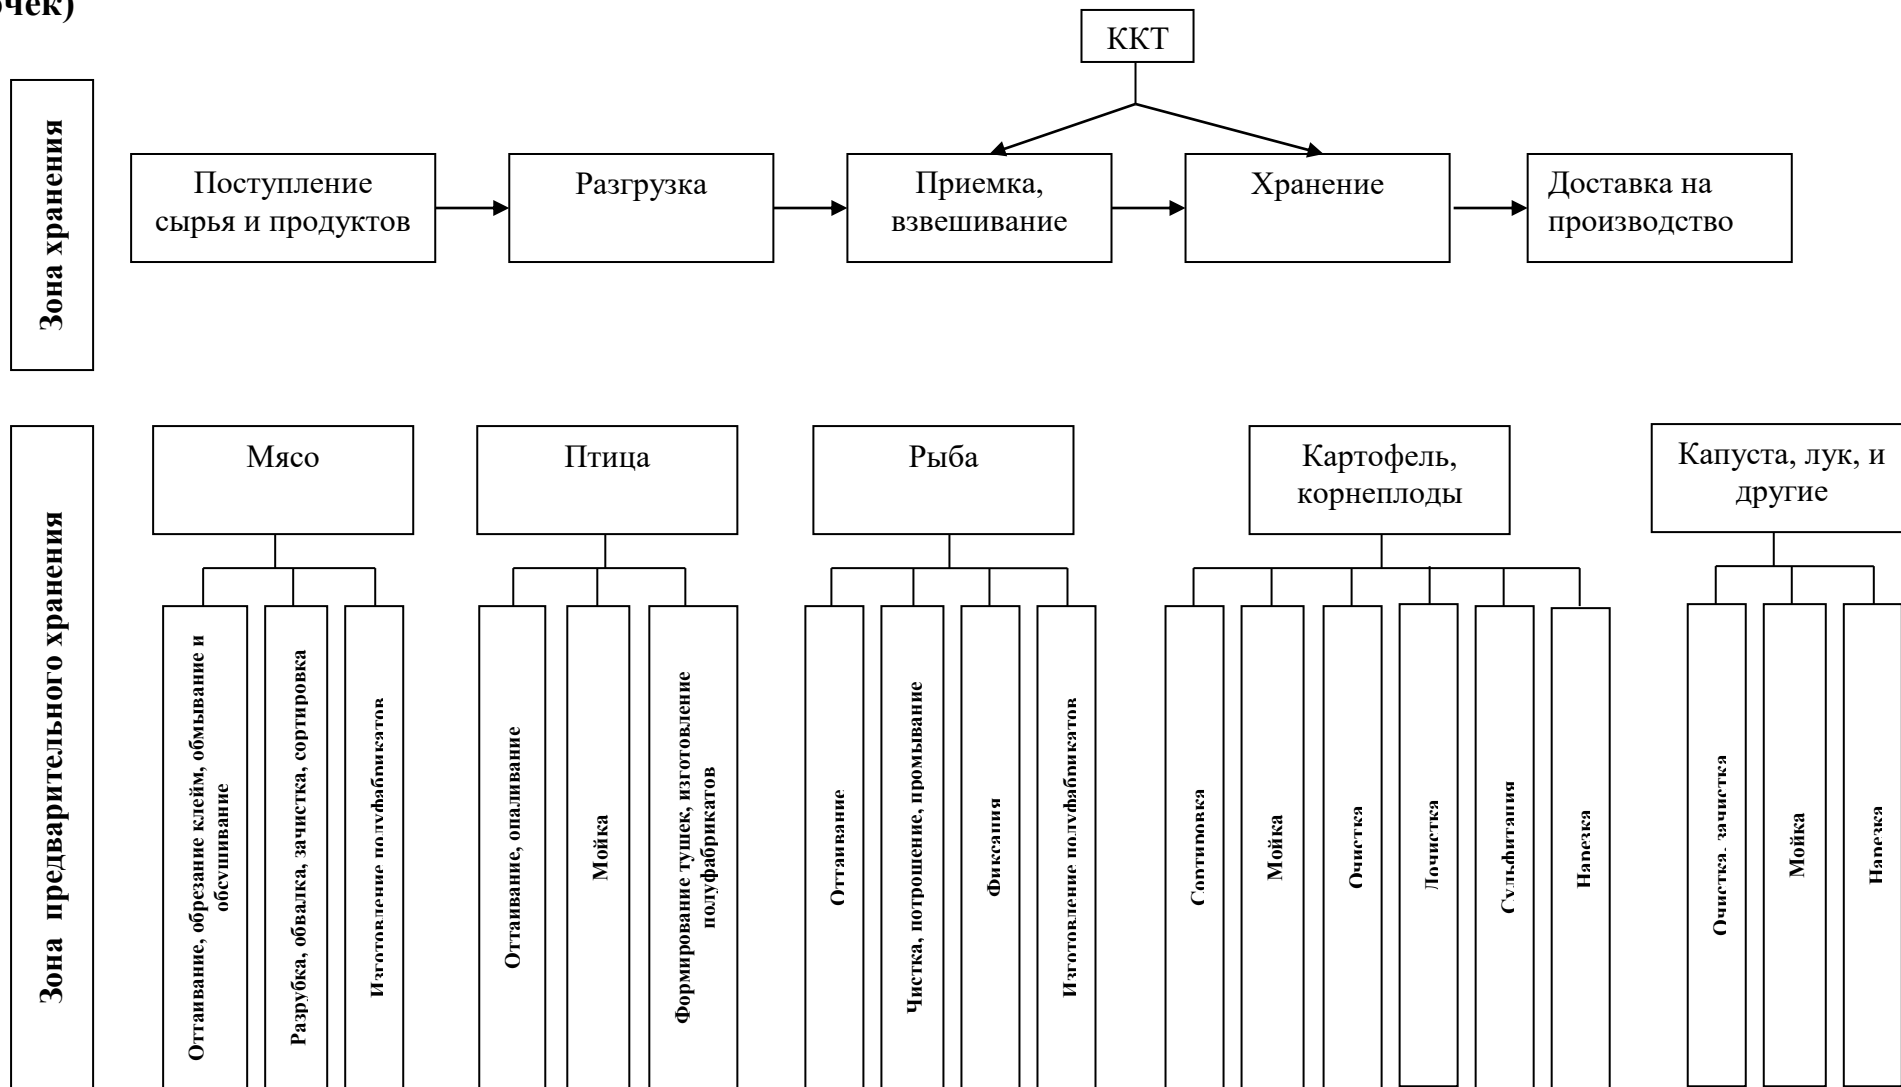 очек)
ККТ
Зона хранения
Поступление
сырья и продуктов
Разгрузка
Приемка,
взвешивание
Хранение
Доставка на
производство
Зона предварительного хранения
Мясо
Птица
Рыба
Картофель,
корнеплоды
Капуста, лук, и
другие
Оттаивание, обрезание клейм, обмывание и
обсушивание
Разрубка, обвалка, зачистка, сортировка
Изготовление полуфабрикатов
Оттаивание, опаливание
Мойка
Формирование тушек, изготовление
полуфабрикатов
Оттаивание
Чистка, потрошение, промывание
Фиксация
Изготовление полуфабрикатов
Сортировка
Мойка
Очистка
Дочистка
Сульфитация
Нарезка
Очистка, зачистка
Мойка
Нарезка